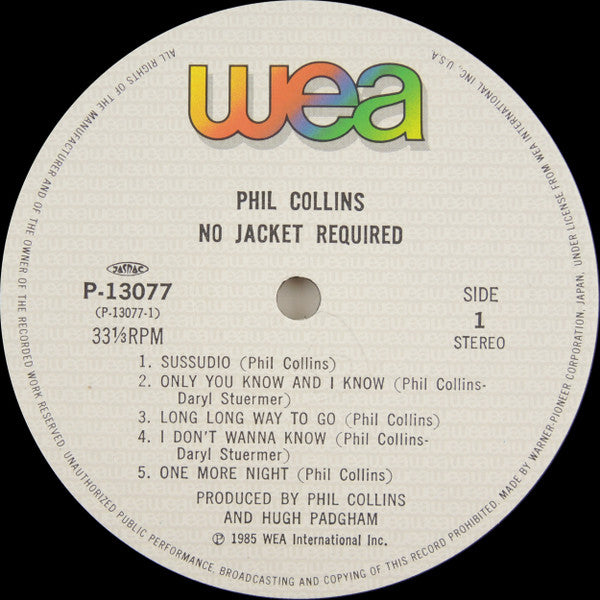 wea
PHIL COLLINS
NO JACKET REQUIRED
JASRAC
P-13077
(P-13077-1)
33⅓RPM
SIDE
1
STEREO
1. SUSSUDIO (Phil Collins)
2. ONLY YOU KNOW AND I KNOW (Phil Collins-
Daryl Stuermer)
3. LONG LONG WAY TO GO (Phil Collins)
4. I DON'T WANNA KNOW (Phil Collins-
Daryl Stuermer)
5. ONE MORE NIGHT (Phil Collins)
PRODUCED BY PHIL COLLINS
AND HUGH PADGHAM
Ⓟ 1985 WEA International Inc.
ALL RIGHTS OF THE MANUFACTURER AND OF THE OWNER OF THE RECORDED WORK RESERVED. UNAUTHORIZED PUBLIC PERFORMANCE, BROADCASTING AND COPYING OF THIS RECORD PROHIBITED. MADE BY WARNER-PIONEER CORPORATION, JAPAN, UNDER LICENSE FROM WEA INTERNATIONAL INC., U.S.A.